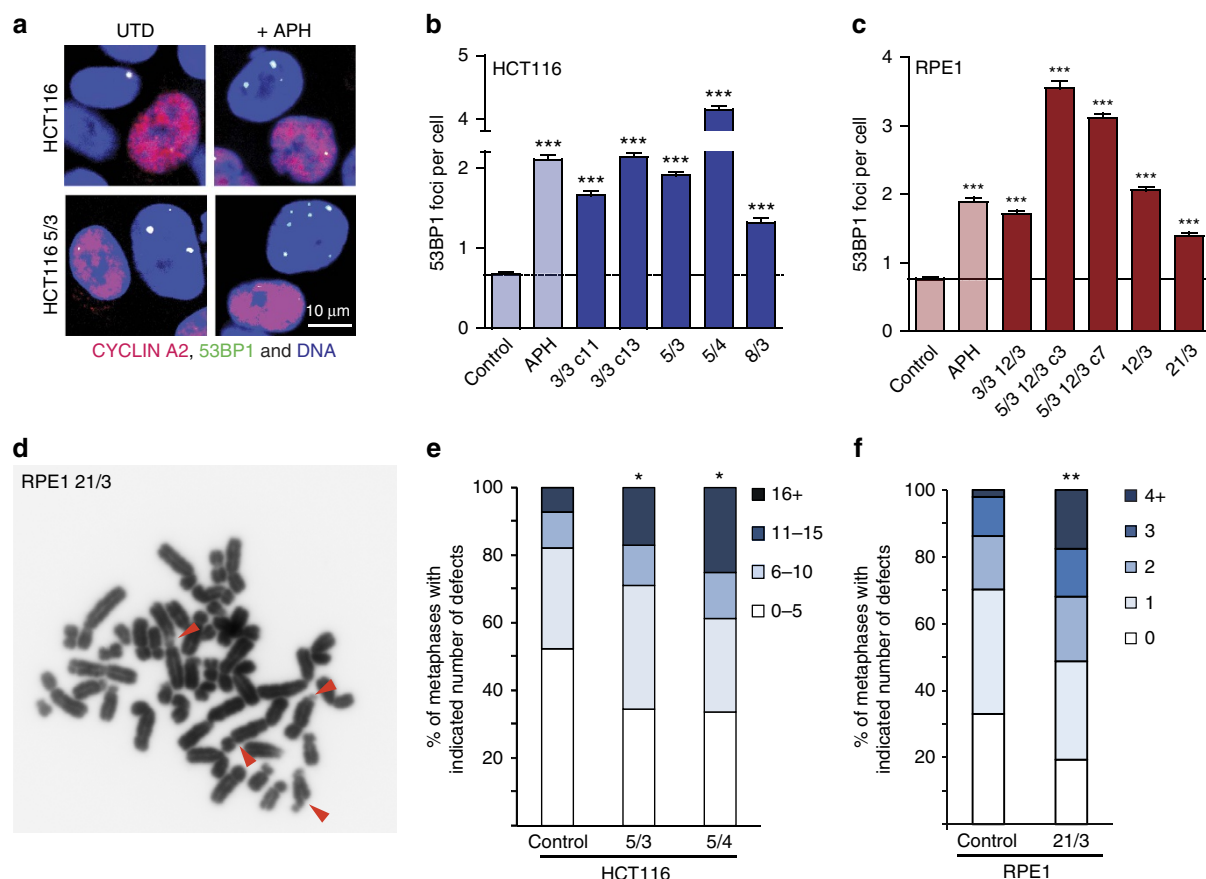 a
UTD
+ APH
HCT116
HCT116 5/3
10 μm
CYCLIN A2, 53BP1 and DNA
b
HCT116
53BP1 foci per cell
5
4
2
1
0
***
***
***
***
***
***
Control
APH
3/3 c11
3/3 c13
5/3
5/4
8/3
c
RPE1
53BP1 foci per cell
4
3
2
1
0
***
***
***
***
***
***
Control
APH
3/3 12/3
5/3 12/3 c3
5/3 12/3 c7
12/3
21/3
d
RPE1 21/3
e
% of metaphases with
indicated number of defects
100
80
60
40
20
*
*
16+
11–15
6–10
0–5
Control
5/3
5/4
HCT116
f
% of metaphases with
indicated number of defects
100
80
60
40
20
0
**
4+
3
2
1
0
Control
21/3
RPE1